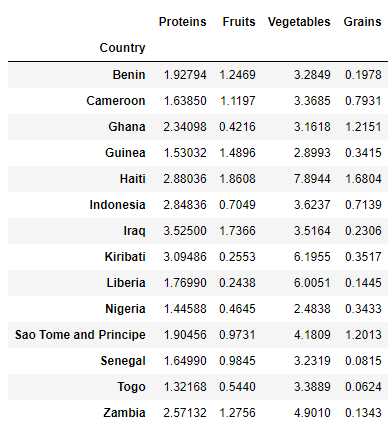 Proteins Fruits Vegetables Grains
Country
Benin 1.92794 1.2469 3.2849 0.1978
Cameroon 1.63850 1.1197 3.3685 0.7931
Ghana 2.34098 0.4216 3.1618 1.2151
Guinea 1.53032 1.4896 2.8993 0.3415
Haiti 2.88036 1.8608 7.8944 1.6804
Indonesia 2.84836 0.7049 3.6237 0.7139
Iraq 3.52500 1.7366 3.5164 0.2306
Kiribati 3.09486 0.2553 6.1955 0.3517
Liberia 1.76990 0.2438 6.0051 0.1445
Nigeria 1.44588 0.4645 2.4838 0.3433
Sao Tome and Principe 1.90456 0.9731 4.1809 1.2013
Senegal 1.64990 0.9845 3.2319 0.0815
Togo 1.32168 0.5440 3.3889 0.0624
Zambia 2.57132 1.2756 4.9010 0.1343